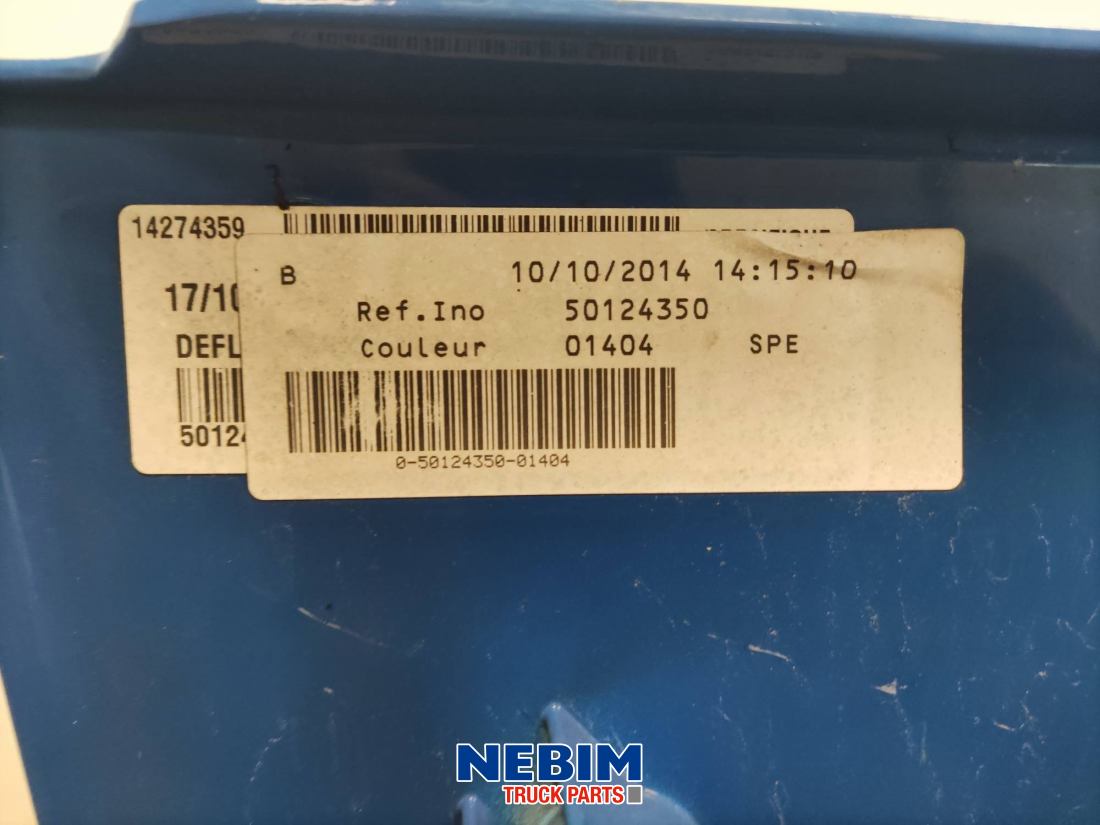 14274359
B 10/10/2014 14:15:10
17/10
Ref.Ino 50124350
DEFL
Couleur 01404 SPE
5012
0-50124350-01404
NEBIM
TRUCK PARTS